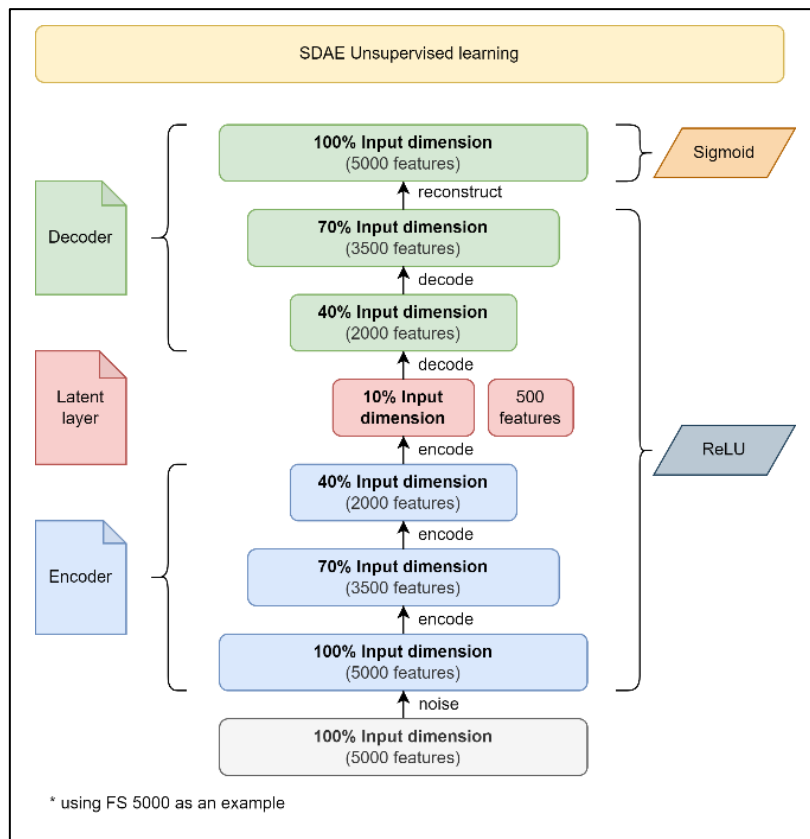 SDAE Unsupervised learning
100% Input dimension
(5000 features)
Sigmoid
reconstruct
70% Input dimension
(3500 features)
Decoder
decode
40% Input dimension
(2000 features)
decode
Latent
layer
10% Input
dimension
500
features
encode
ReLU
40% Input dimension
(2000 features)
encode
Encoder
70% Input dimension
(3500 features)
encode
100% Input dimension
(5000 features)
noise
100% Input dimension
(5000 features)
* using FS 5000 as an example